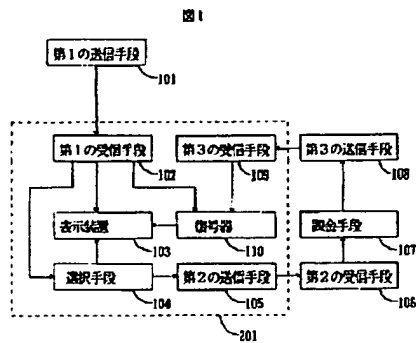 図1
第1の送信手段
101
第1の受信手段
102
第3の受信手段
109
第3の送信手段
108
表示装置
103
復号器
110
課金手段
107
選択手段
104
第2の送信手段
105
第2の受信手段
106
201